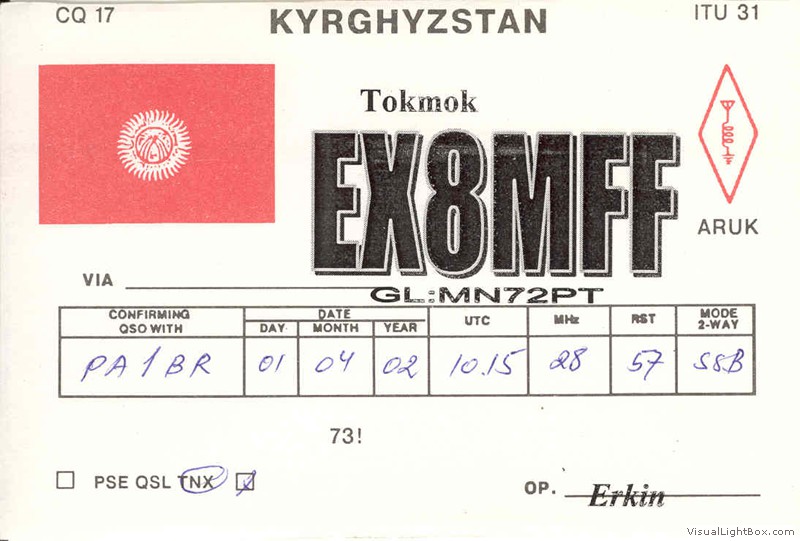 CQ 17 KYRGHYZSTAN ITU 31
Tokmok
EX8MFF
ARUK
VIA
GL:MN72PT
CONFIRMING QSO WITH DATE DAY MONTH YEAR UTC MHz RST MODE 2-WAY
PA1BR 01 04 02 10.15 28 57 SSB
73!
PSE QSL TNX
OP. Erkin
VisualLightBox.com